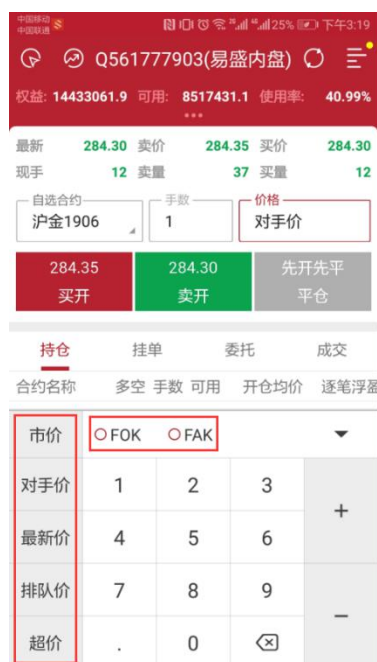 中国移动
中国联通
25% 下午3:19
Q561777903(易盛内盘)
权益: 14433061.9 可用: 8517431.1 使用率: 40.99%
最新 284.30 卖价 284.35 买价 284.30
现手 12 卖量 37 买量 12
自选合约 手数 价格
沪金1906 1 对手价
284.35 284.30 先开先平
买开 卖开 平仓
持仓 挂单 委托 成交
合约名称 多空 手数 可用 开仓均价 逐笔浮盈
市价 FOK FAK
对手价 1 2 3 +
最新价 4 5 6
排队价 7 8 9 −
超价 . 0